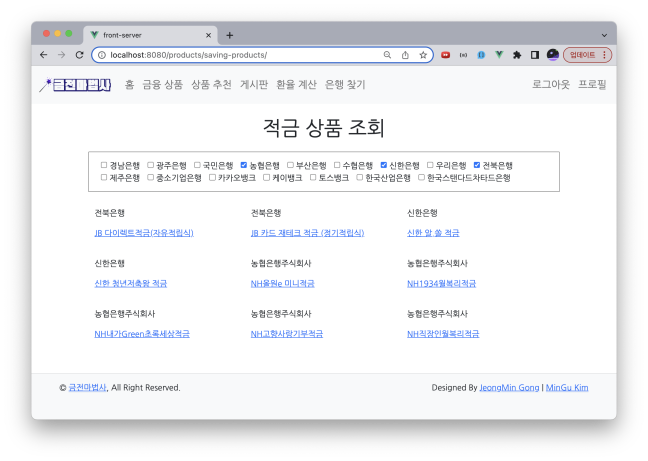 front-server
localhost:8080/products/saving-products/
업데이트
홈 금융 상품 상품 추천 게시판 환율 계산 은행 찾기 로그아웃 프로필
적금 상품 조회
경남은행 광주은행 국민은행 농협은행 부산은행 수협은행 신한은행 우리은행 전북은행
제주은행 중소기업은행 카카오뱅크 케이뱅크 토스뱅크 한국산업은행 한국스탠다드차타드은행
전북은행 전북은행 신한은행
JB 다이렉트적금(자유적립식) JB 카드 재테크 적금 (정기적립식) 신한 알.쏠 적금
신한은행 농협은행주식회사 농협은행주식회사
신한 청년저축왕 적금 NH올원e 미니적금 NH1934월복리적금
농협은행주식회사 농협은행주식회사 농협은행주식회사
NH내가Green초록세상적금 NH고향사랑기부적금 NH직장인월복리적금
© 금전마법사, All Right Reserved. Designed By JeongMin Gong | MinGu Kim